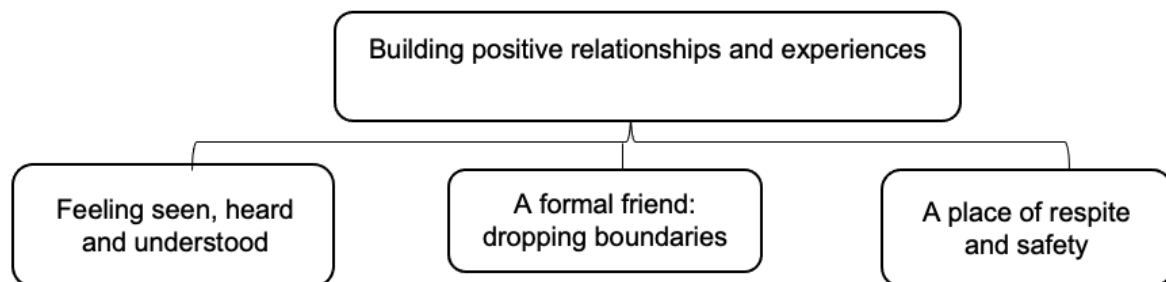 Building positive relationships and experiences
Feeling seen, heard
and understood
A formal friend:
dropping boundaries
A place of respite
and safety